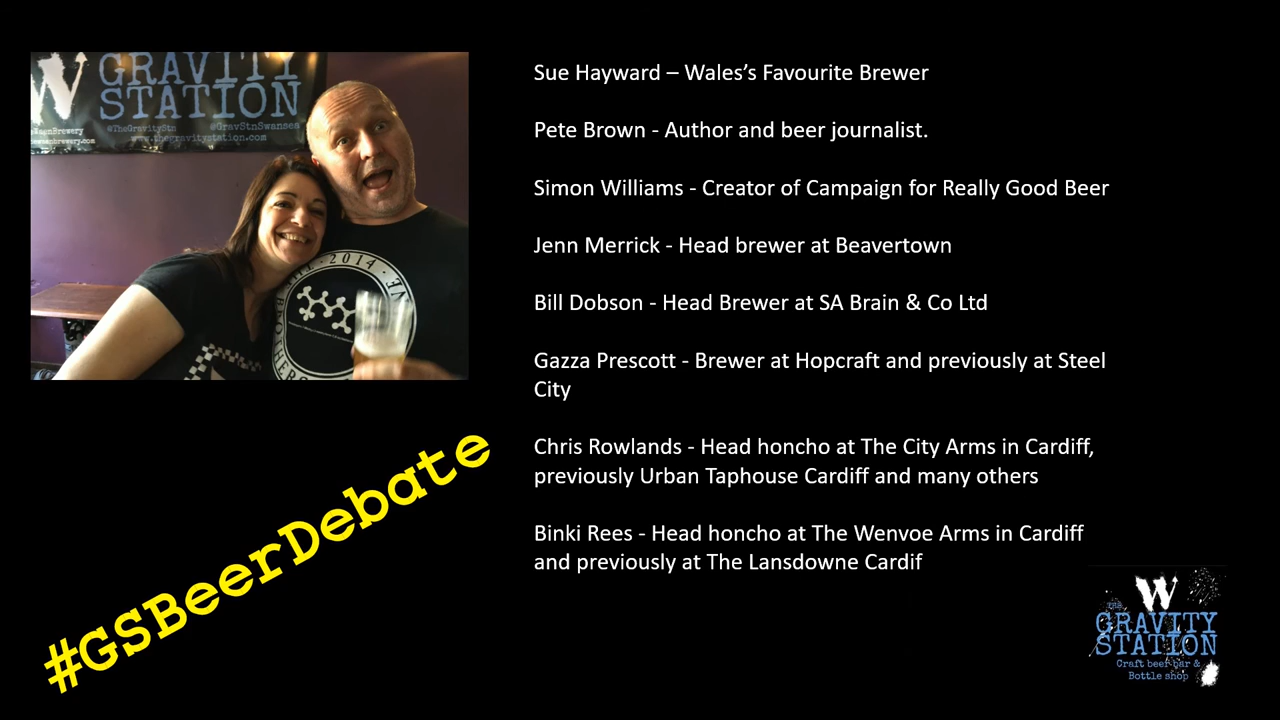 W
GRAVITY
STATION
@TheGravityStn @GravStnSwansea
www.thegravitystation.com
2014
Sue Hayward – Wales’s Favourite Brewer
Pete Brown - Author and beer journalist.
Simon Williams - Creator of Campaign for Really Good Beer
Jenn Merrick - Head brewer at Beavertown
Bill Dobson - Head Brewer at SA Brain & Co Ltd
Gazza Prescott - Brewer at Hopcraft and previously at Steel
City
Chris Rowlands - Head honcho at The City Arms in Cardiff,
previously Urban Taphouse Cardiff and many others
Binki Rees - Head honcho at The Wenvoe Arms in Cardiff
and previously at The Lansdowne Cardif
#GSBeerDebate
W
THE
GRAVITY
STATION
Craft beer bar &
Bottle shop